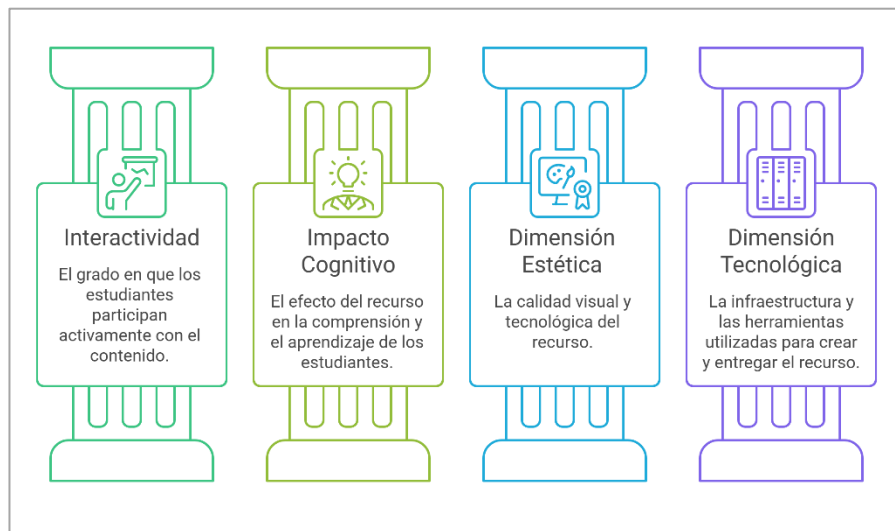 Interactividad
El grado en que los
estudiantes
participan
activamente con el
contenido.
Impacto
Cognitivo
El efecto del recurso
en la comprensión y
el aprendizaje de los
estudiantes.
Dimensión
Estética
La calidad visual y
tecnológica del
recurso.
Dimensión
Tecnológica
La infraestructura y
las herramientas
utilizadas para crear
y entregar el recurso.